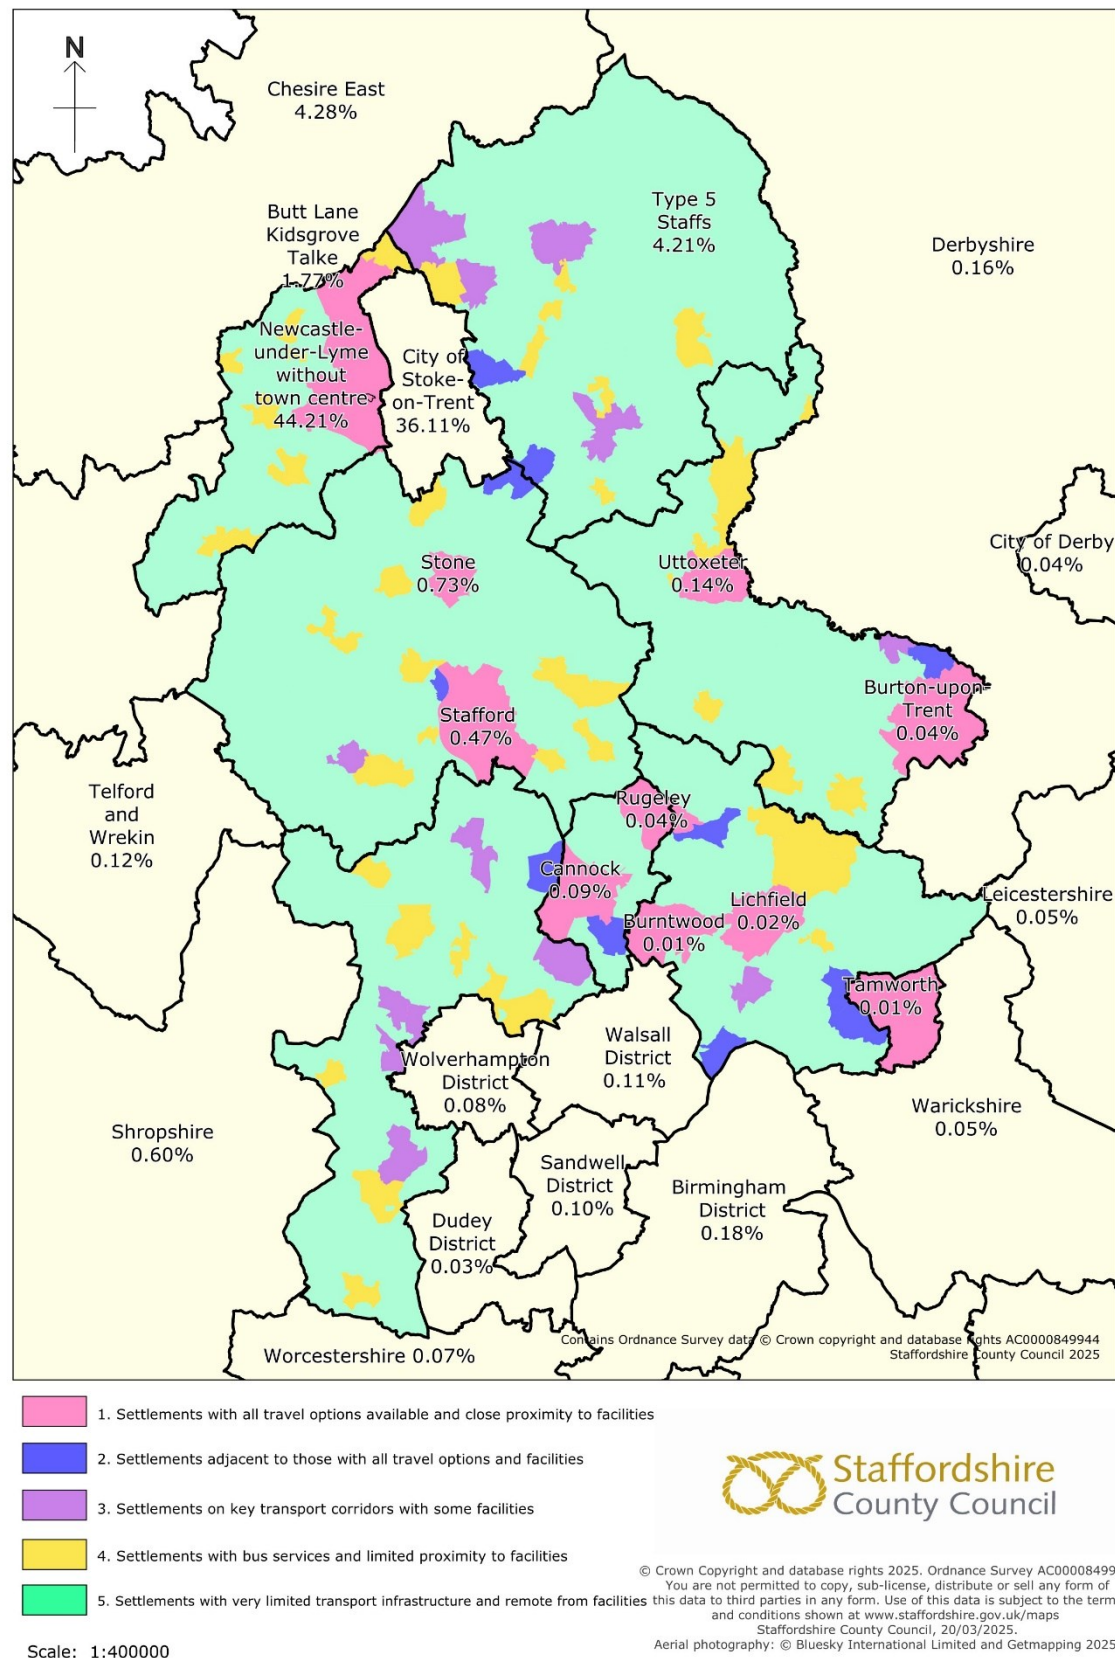 N
Chesire East
4.28%
Type 5
Staffs
4.21%
Butt Lane
Kidsgrove
Talke
1.77%
Derbyshire
0.16%
Newcastle-
under-Lyme
without
town centre
44.21%
City of
Stoke-
on-Trent
36.11%
City of Derby
0.04%
Stone
0.73%
Uttoxeter
0.14%
Stafford
0.47%
Burton-upon-
Trent
0.04%
Telford
and
Wrekin
0.12%
Rugeley
0.04%
Cannock
0.09%
Lichfield
0.02%
Burntwood
0.01%
Leicestershire
0.05%
Tamworth
0.01%
Walsall
District
0.11%
Wolverhampton
District
0.08%
Warickshire
0.05%
Shropshire
0.60%
Sandwell
District
0.10%
Birmingham
District
0.18%
Dudey
District
0.03%
Worcestershire 0.07%
Contains Ordnance Survey data © Crown copyright and database rights AC0000849944
Staffordshire County Council 2025
1. Settlements with all travel options available and close proximity to facilities
2. Settlements adjacent to those with all travel options and facilities
3. Settlements on key transport corridors with some facilities
4. Settlements with bus services and limited proximity to facilities
5. Settlements with very limited transport infrastructure and remote from facilities
Scale: 1:400000
Staffordshire
County Council
© Crown Copyright and database rights 2025. Ordnance Survey AC00008499
You are not permitted to copy, sub-license, distribute or sell any form of
this data to third parties in any form. Use of this data is subject to the term
and conditions shown at www.staffordshire.gov.uk/maps
Staffordshire County Council, 20/03/2025.
Aerial photography: © Bluesky International Limited and Getmapping 2025